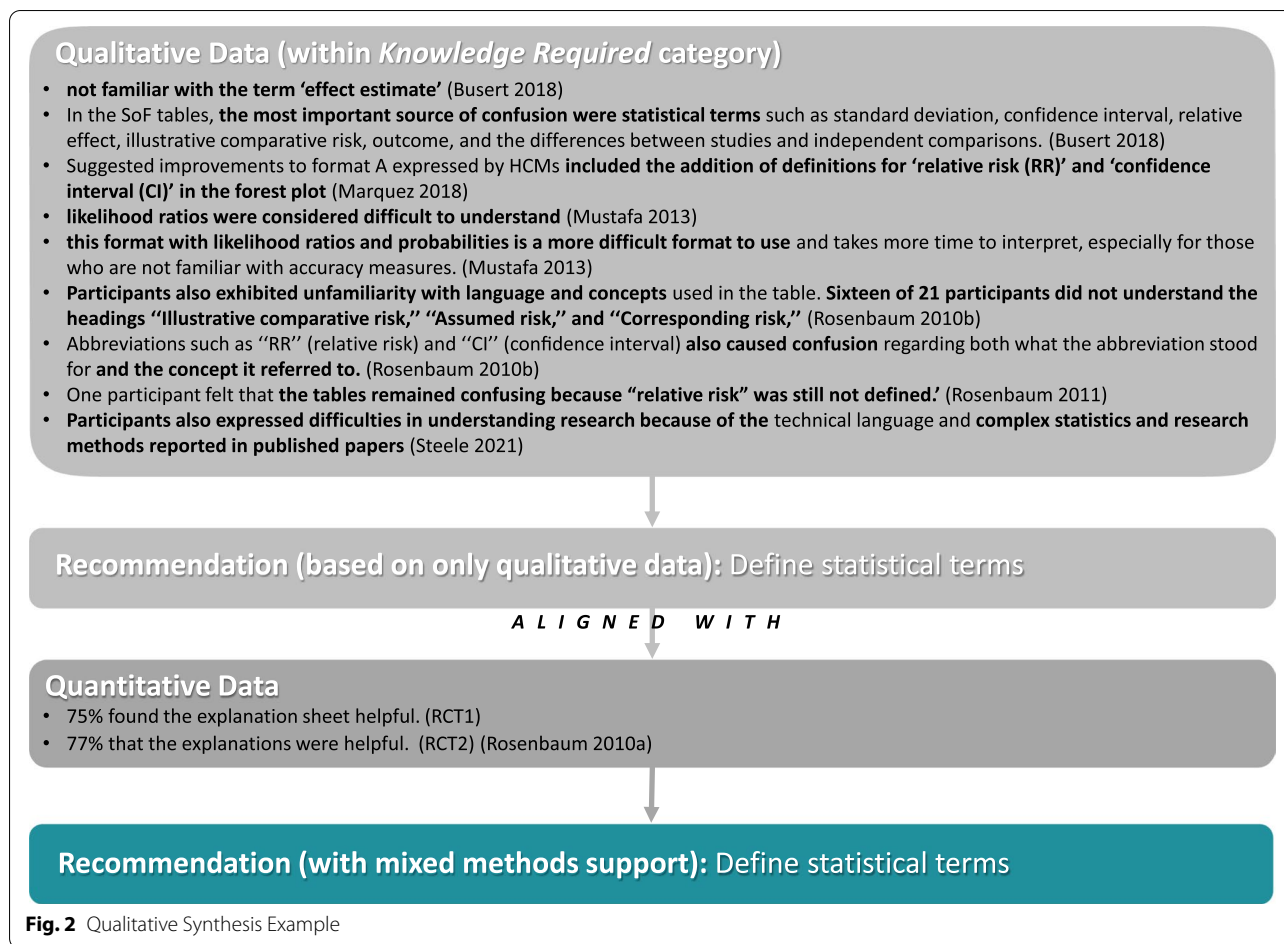 Qualitative Data (within Knowledge Required category)
• not familiar with the term ‘effect estimate’ (Busert 2018)
• In the SoF tables, the most important source of confusion were statistical terms such as standard deviation, confidence interval, relative
effect, illustrative comparative risk, outcome, and the differences between studies and independent comparisons. (Busert 2018)
• Suggested improvements to format A expressed by HCMs included the addition of definitions for ‘relative risk (RR)’ and ‘confidence
interval (CI)’ in the forest plot (Marquez 2018)
• likelihood ratios were considered difficult to understand (Mustafa 2013)
• this format with likelihood ratios and probabilities is a more difficult format to use and takes more time to interpret, especially for those
who are not familiar with accuracy measures. (Mustafa 2013)
• Participants also exhibited unfamiliarity with language and concepts used in the table. Sixteen of 21 participants did not understand the
headings ‘‘Illustrative comparative risk,’’ ‘‘Assumed risk,’’ and ‘‘Corresponding risk,’’ (Rosenbaum 2010b)
• Abbreviations such as ‘‘RR’’ (relative risk) and ‘‘CI’’ (confidence interval) also caused confusion regarding both what the abbreviation stood
for and the concept it referred to. (Rosenbaum 2010b)
• One participant felt that the tables remained confusing because “relative risk” was still not defined.’ (Rosenbaum 2011)
• Participants also expressed difficulties in understanding research because of the technical language and complex statistics and research
methods reported in published papers (Steele 2021)
Recommendation (based on only qualitative data): Define statistical terms
ALIGNED WITH
Quantitative Data
• 75% found the explanation sheet helpful. (RCT1)
• 77% that the explanations were helpful. (RCT2) (Rosenbaum 2010a)
Recommendation (with mixed methods support): Define statistical terms
Fig. 2 Qualitative Synthesis Example